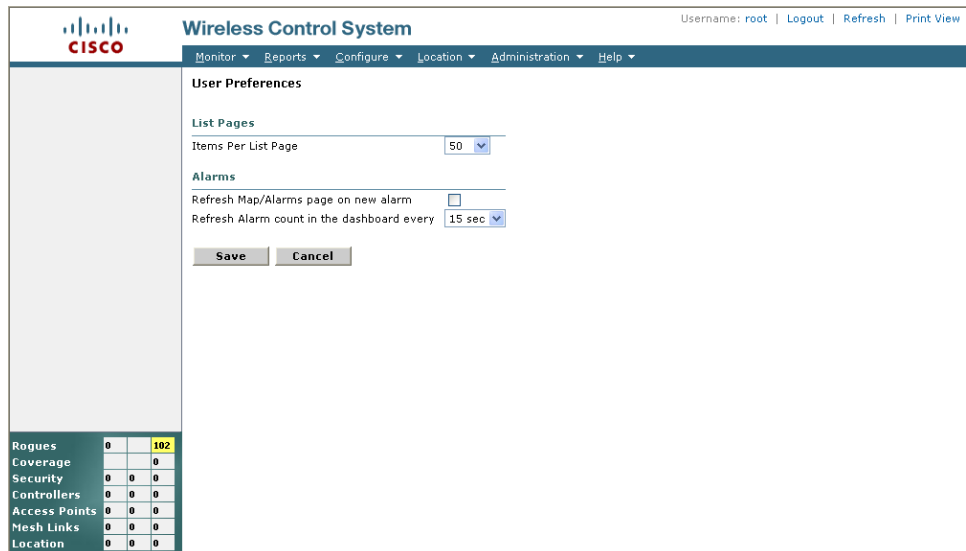 CISCO
Wireless Control System
Username: root | Logout | Refresh | Print View
Monitor Reports Configure Location Administration Help
User Preferences
List Pages
Items Per List Page 50
Alarms
Refresh Map/Alarms page on new alarm
Refresh Alarm count in the dashboard every 15 sec
Save Cancel
Rogues 0 102
Coverage 0
Security 0 0 0
Controllers 0 0 0
Access Points 0 0 0
Mesh Links 0 0 0
Location 0 0 0